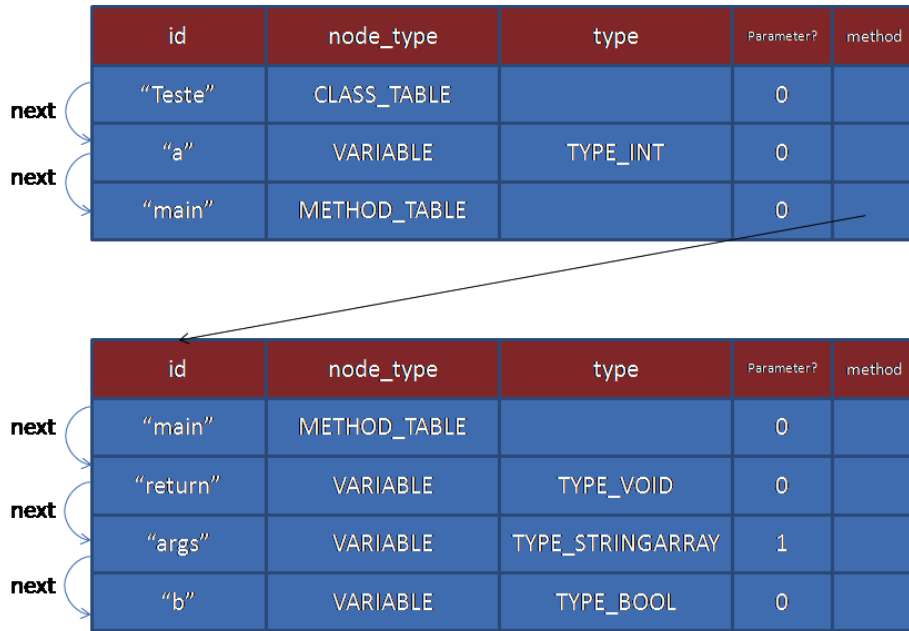 id node_type type Parameter? method
"Teste" CLASS_TABLE 0
next
"a" VARIABLE TYPE_INT 0
next
"main" METHOD_TABLE 0
id node_type type Parameter? method
next "main" METHOD_TABLE 0
"return" VARIABLE TYPE_VOID 0
next
"args" VARIABLE TYPE_STRINGARRAY 1
next
"b" VARIABLE TYPE_BOOL 0